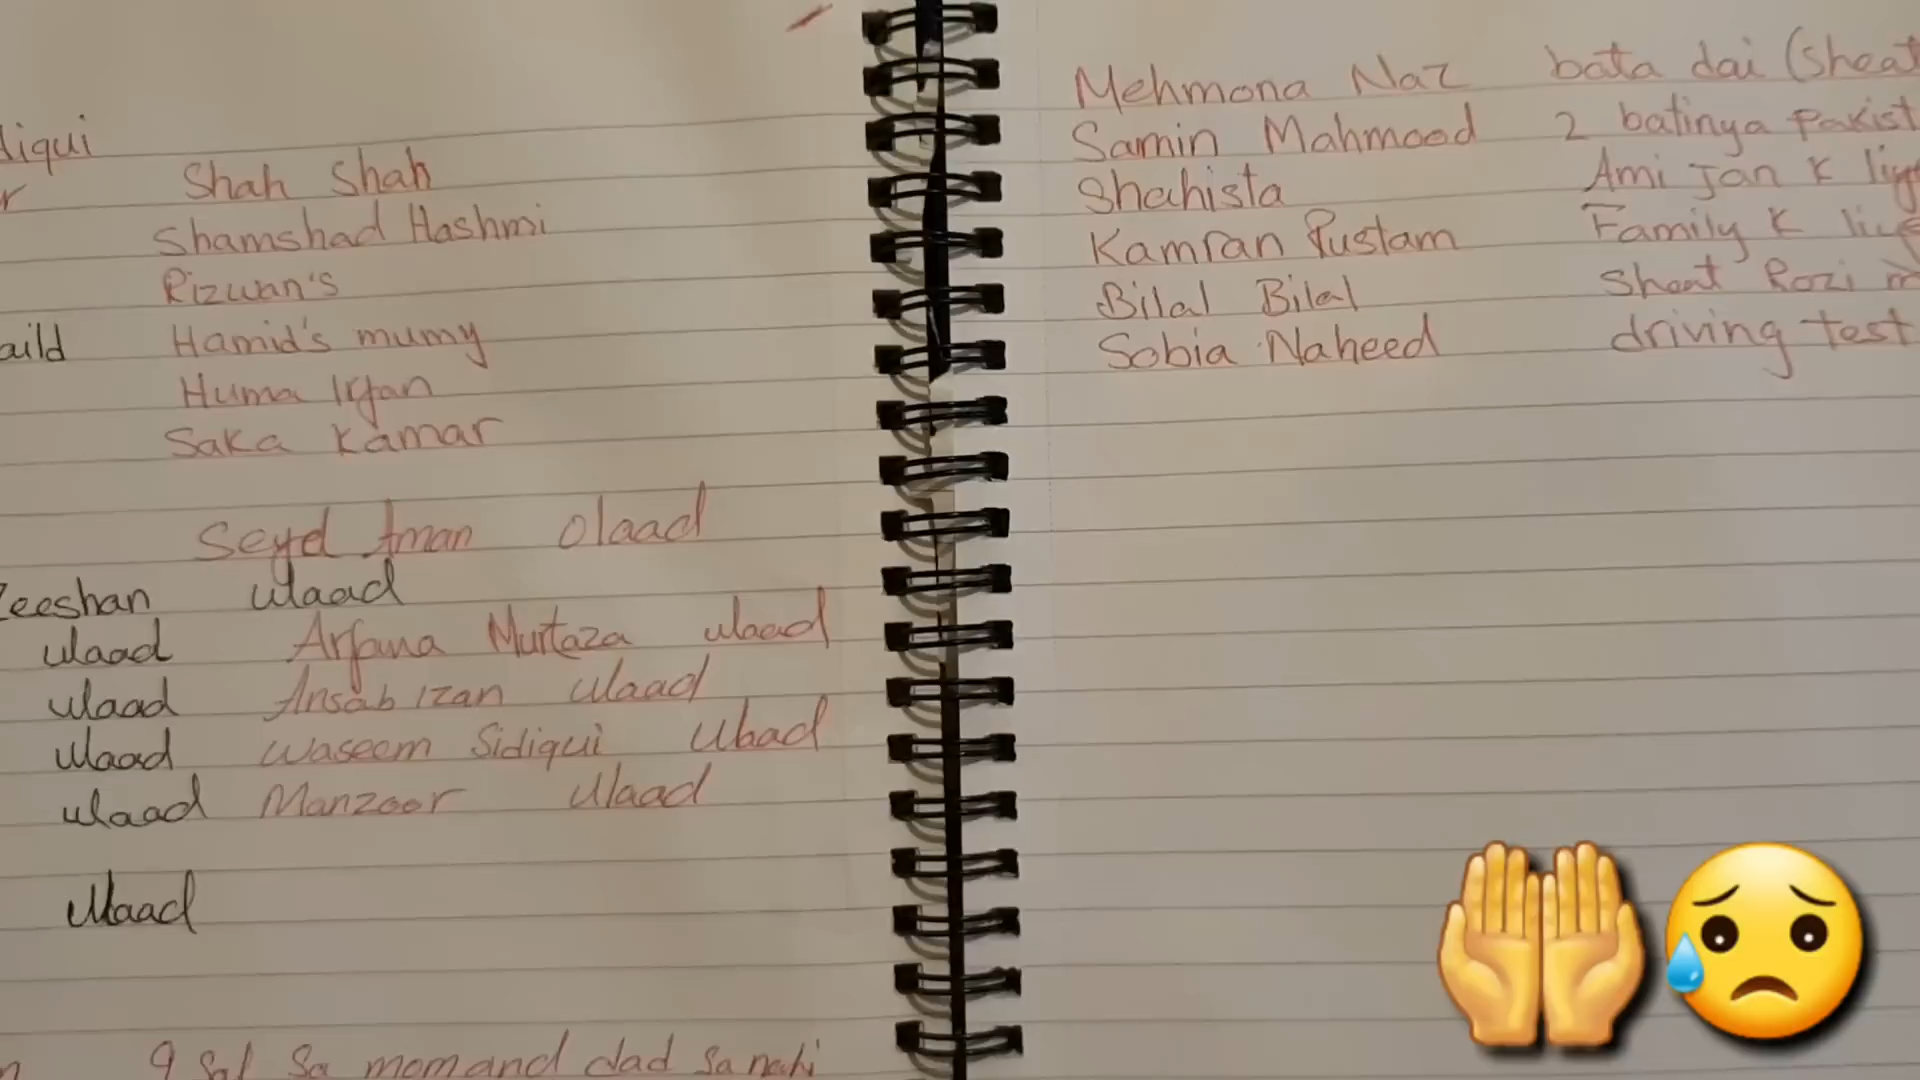 diqui
r Shah Shah
Shamshad Hashmi
Rizwan's
aild Hamid's mumy
Huma Irfan
Saka Kamar
Seyd Aman olaad
Zeeshan ulaad
ulaad Arfana Murtaza ulaad
ulaad Ansab Izan ulaad
ulaad Waseem Sidiqui ulaad
ulaad Manzoor ulaad
ulaad
n 9 Sal Sa mom and dad sa nahi
Mehmona Naz bata dai (Sheat
Samin Mahmood 2 batinya Pakist
Shahista Ami Jan K liye
Kamran Rustam Family K liye
Bilal Bilal Sheat Rozi m
Sobia Naheed driving test